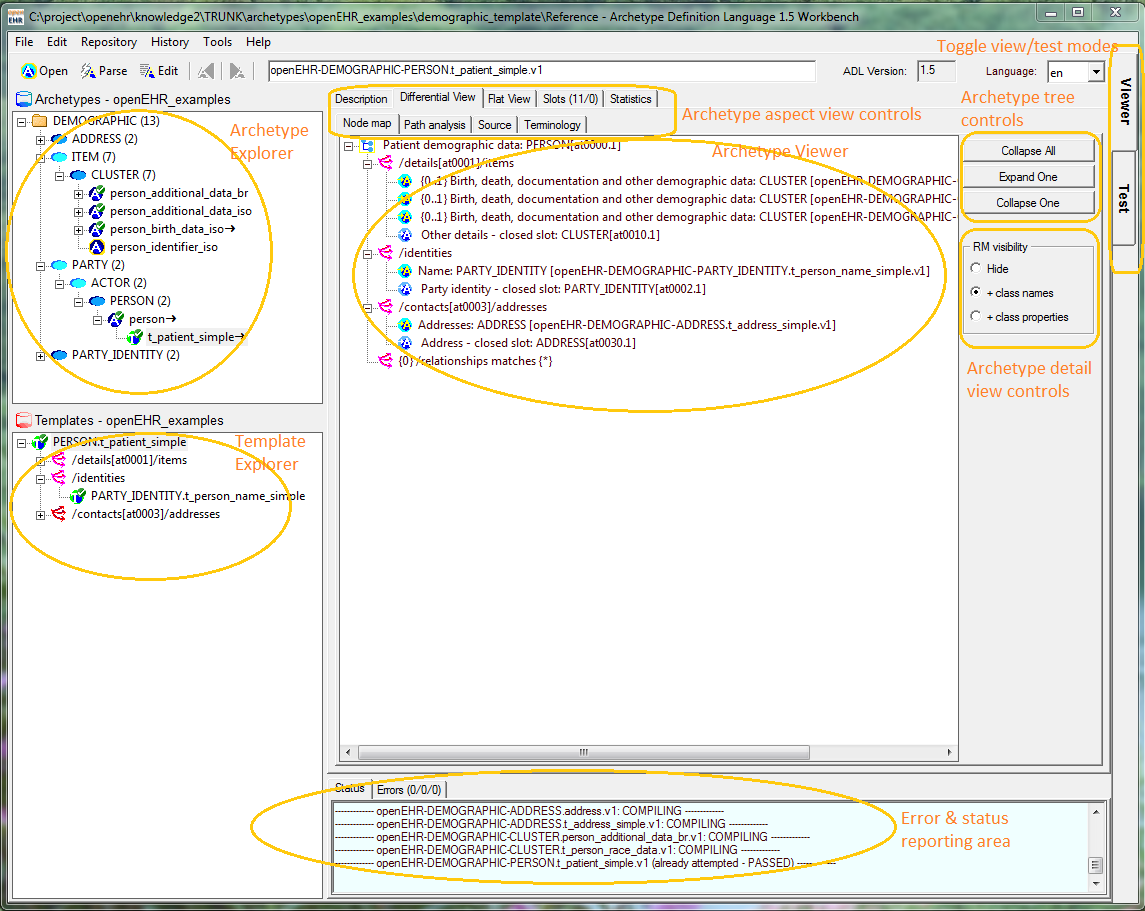 C:\project\openehr\knowledge2\TRUNK\archetypes\openEHR_examples\demographic_template\Reference - Archetype Definition Language 1.5 Workbench
File Edit Repository History Tools Help
Toggle view/test modes
Open Parse Edit openEHR-DEMOGRAPHIC-PERSON.t_patient_simple.v1 ADL Version: 1.5 Language: en
Viewer
Test
Archetypes - openEHR_examples
DEMOGRAPHIC (13)
ADDRESS (2)
ITEM (7)
CLUSTER (7)
person_additional_data_br
person_additional_data_iso
person_birth_data_iso→
person_identifier_iso
PARTY (2)
ACTOR (2)
PERSON (2)
person→
t_patient_simple→
PARTY_IDENTITY (2)
Archetype
Explorer
Templates - openEHR_examples
PERSON.t_patient_simple
/details[at0001]/items
/identities
PARTY_IDENTITY.t_person_name_simple
/contacts[at0003]/addresses
Template
Explorer
Description Differential View Flat View Slots (11/0) Statistics
Node map Path analysis Source Terminology
Archetype aspect view controls
Patient demographic data: PERSON[at0000.1]
Archetype Viewer
/details[at0001]/items
{0..1} Birth, death, documentation and other demographic data: CLUSTER [openEHR-DEMOGRAPHIC-
{0..1} Birth, death, documentation and other demographic data: CLUSTER [openEHR-DEMOGRAPHIC-
{0..1} Birth, death, documentation and other demographic data: CLUSTER [openEHR-DEMOGRAPHIC-
Other details - closed slot: CLUSTER[at0010.1]
/identities
Name: PARTY_IDENTITY [openEHR-DEMOGRAPHIC-PARTY_IDENTITY.t_person_name_simple.v1]
Party identity - closed slot: PARTY_IDENTITY[at0002.1]
/contacts[at0003]/addresses
Addresses: ADDRESS [openEHR-DEMOGRAPHIC-ADDRESS.t_address_simple.v1]
Address - closed slot: ADDRESS[at0030.1]
{0} /relationships matches {*}
Archetype tree
controls
Collapse All
Expand One
Collapse One
RM visibility
Hide
+ class names
+ class properties
Archetype detail
view controls
Status Errors (0/0/0)
------------ openEHR-DEMOGRAPHIC-ADDRESS.address.v1: COMPILING ------------
------------ openEHR-DEMOGRAPHIC-ADDRESS.t_address_simple.v1: COMPILING ------------
------------ openEHR-DEMOGRAPHIC-CLUSTER.person_additional_data_br.v1: COMPILING ------------
------------ openEHR-DEMOGRAPHIC-CLUSTER.t_person_race_data.v1: COMPILING ------------
------------ openEHR-DEMOGRAPHIC-PERSON.t_patient_simple.v1 (already attempted - PASSED) ------------
Error & status
reporting area